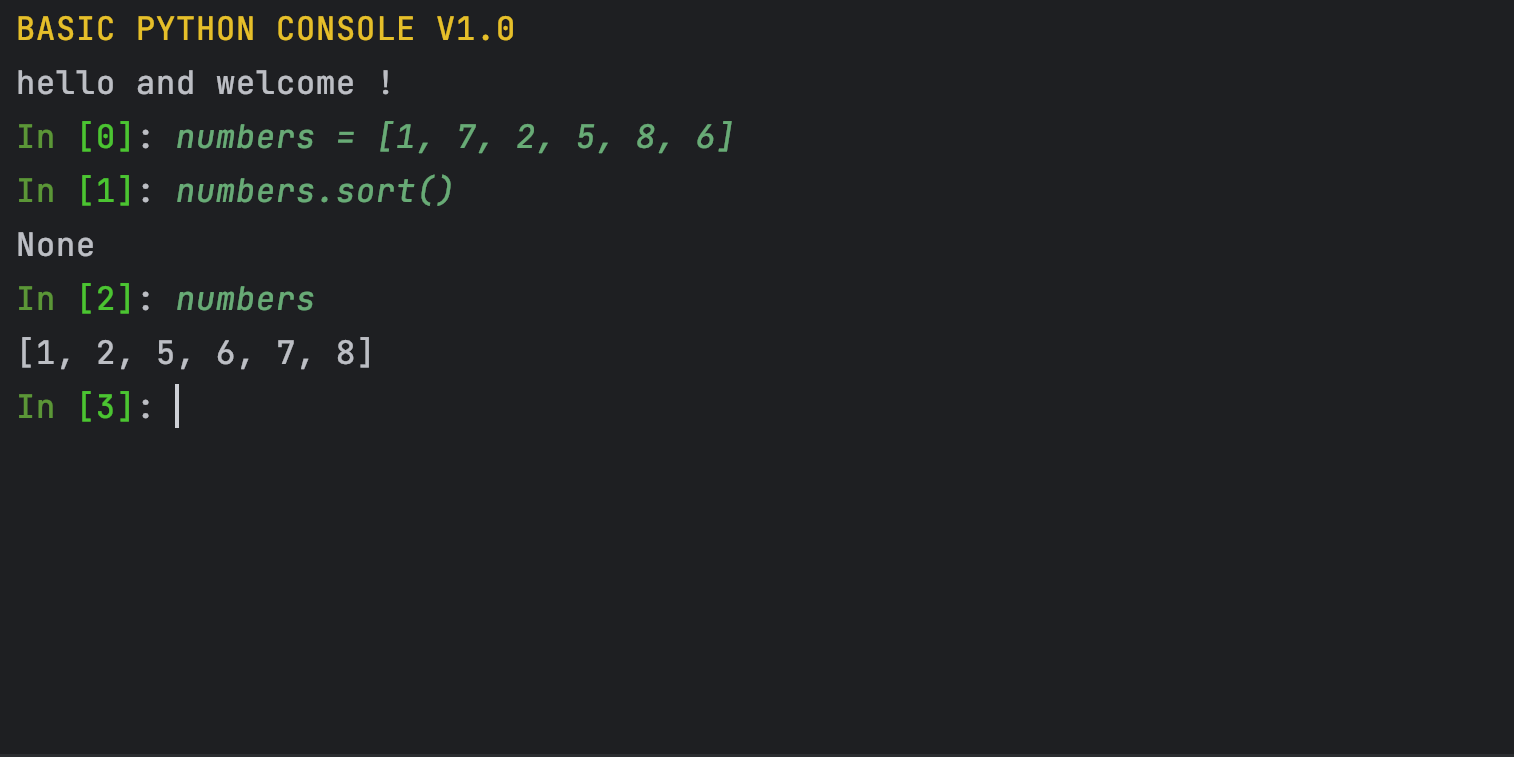 BASIC PYTHON CONSOLE V1.0
hello and welcome !
In [0]: numbers = [1, 7, 2, 5, 8, 6]
In [1]: numbers.sort()
None
In [2]: numbers
[1, 2, 5, 6, 7, 8]
In [3]: